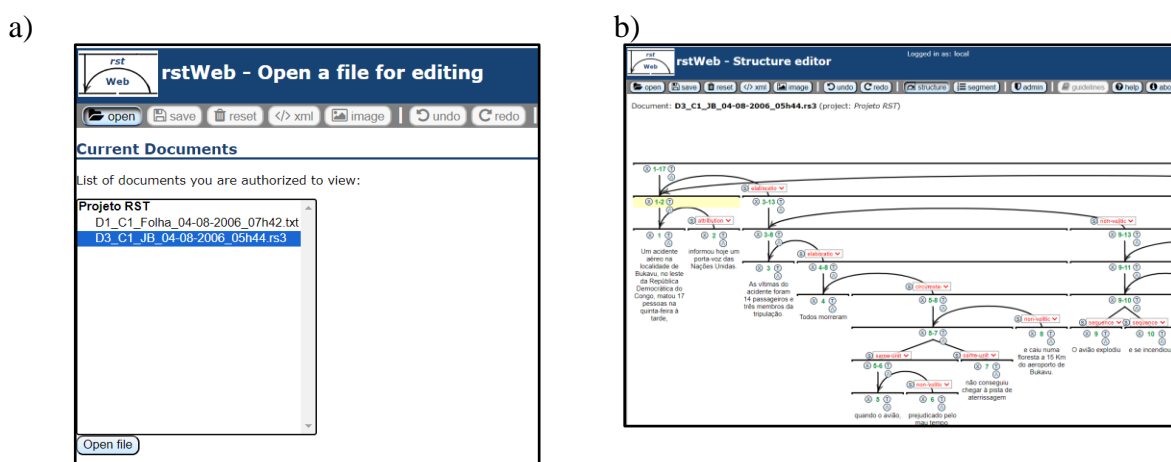 a)
rst
Web
rstWeb - Open a file for editing
open save reset </> xml image undo redo
Current Documents
List of documents you are authorized to view:
Projeto RST
D1_C1_Folha_04-08-2006_07h42.txt
D3_C1_JB_04-08-2006_05h44.rs3
Open file
b)
rst
Web
rstWeb - Structure editor
Logged in as: local
open save reset </> xml image undo redo structure segment admin guidelines help
Document: D3_C1_JB_04-08-2006_05h44.rs3 (project: Projeto RST)
1-17
elaboratio
1-2
3-13
attribution
non-volitic
1
2
3-8
9-13
Um acidente
aéreo na
localidade de
Bukavu, no leste
da República
Democrática do
Congo, matou 17
pessoas na
quinta-feira à
tarde,
informou hoje um
porta-voz das
Nações Unidas.
elaboratio
3
4-8
9-11
As vítimas do
acidente foram
14 passageiros e
três membros da
tripulação.
circumsta
4
5-8
9-10
Todos morreram
non-volitic
sequence
sequence
5-7
8
9
10
e caiu numa
floresta a 15 Km
do aeroporto de
Bukavu.
O avião explodiu
e se incendiou
same-unit
same-unit
5-6
7
não conseguiu
chegar à pista de
aterrissagem
non-volitic
5
6
quando o avião,
prejudicado pelo
mau tempo,